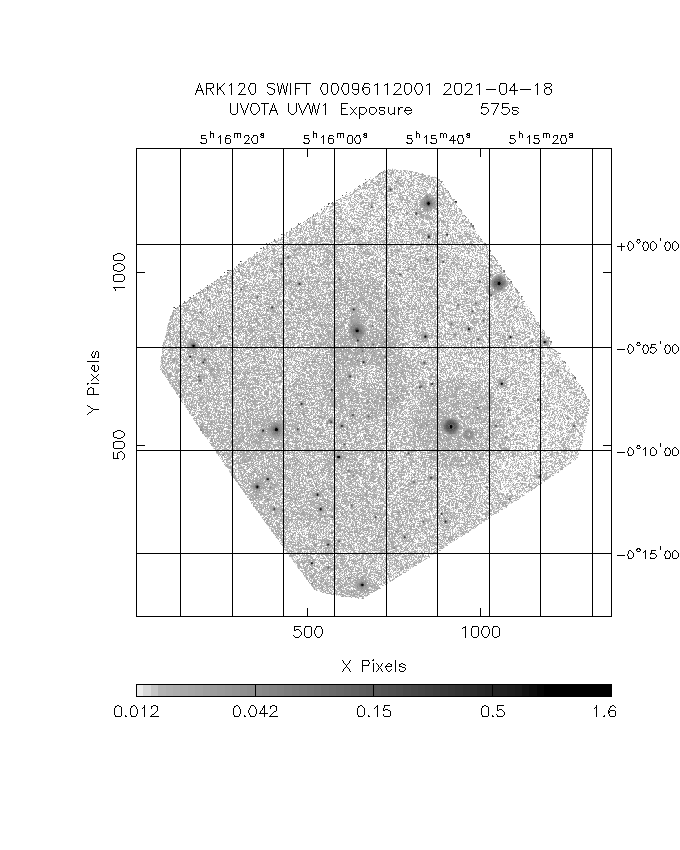 ARK120 SWIFT 00096112001 2021-04-18
UVOTA UVW1 Exposure 575s
5ʰ16ᵐ20ˢ 5ʰ16ᵐ00ˢ 5ʰ15ᵐ40ˢ 5ʰ15ᵐ20ˢ
+0°00'00
1000
-0°05'00
Y Pixels
500
-0°10'00
-0°15'00
500 1000
X Pixels
0.012 0.042 0.15 0.5 1.6